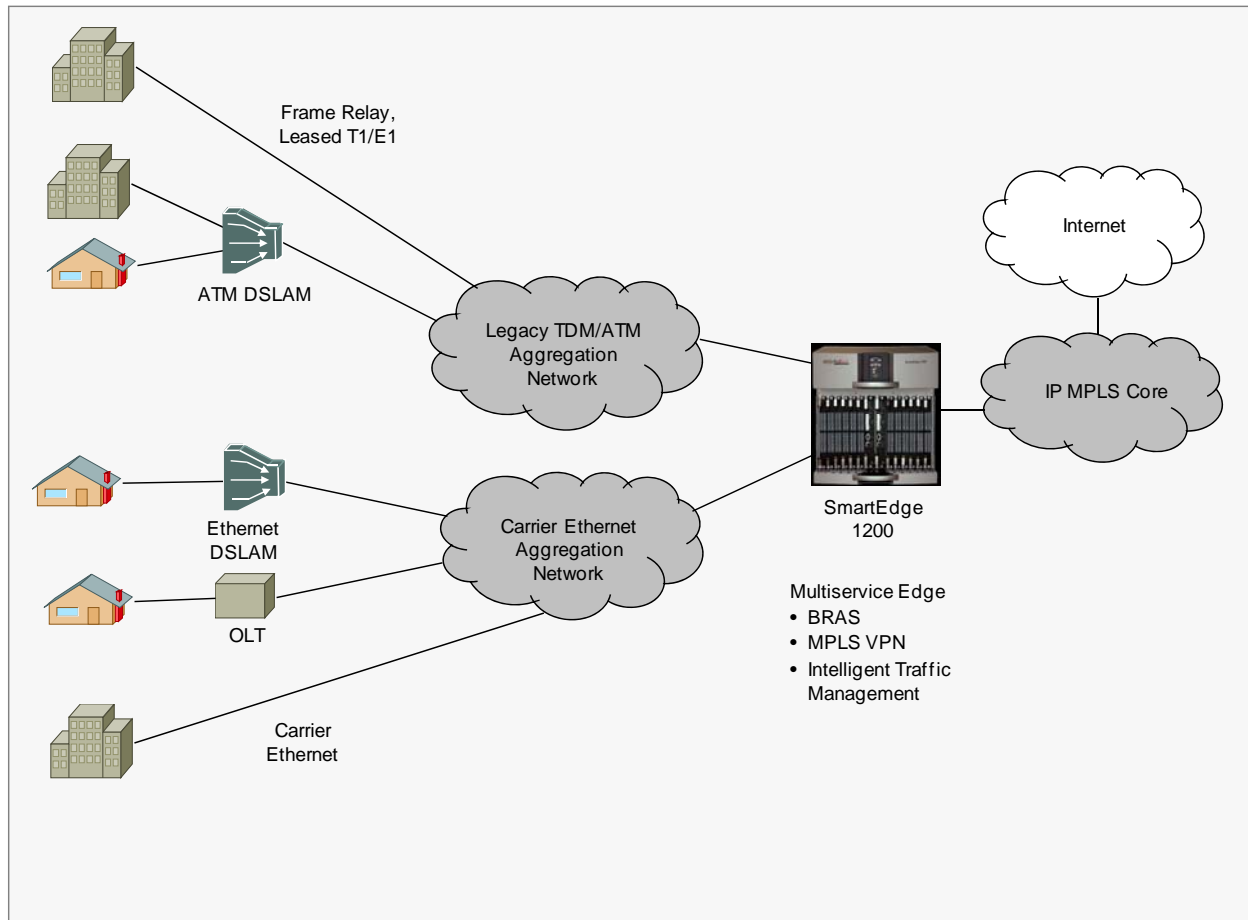 Frame Relay,
Leased T1/E1
ATM DSLAM
Legacy TDM/ATM
Aggregation
Network
Internet
IP MPLS Core
SmartEdge
1200
Ethernet
DSLAM
Carrier Ethernet
Aggregation
Network
OLT
Multiservice Edge
• BRAS
• MPLS VPN
• Intelligent Traffic
Management
Carrier
Ethernet